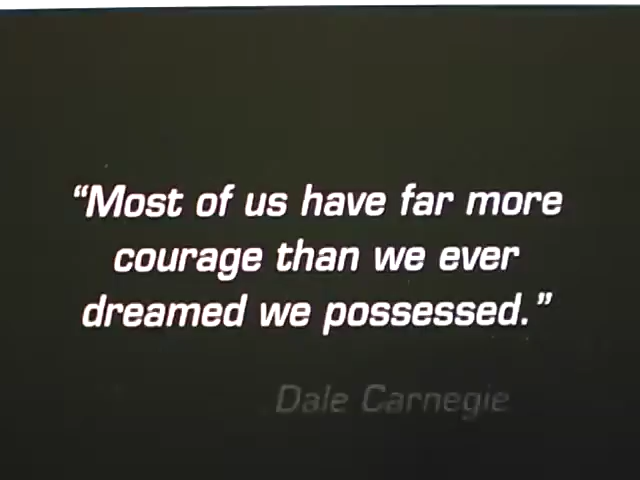 “Most of us have far more
courage than we ever
dreamed we possessed.”
Dale Carnegie